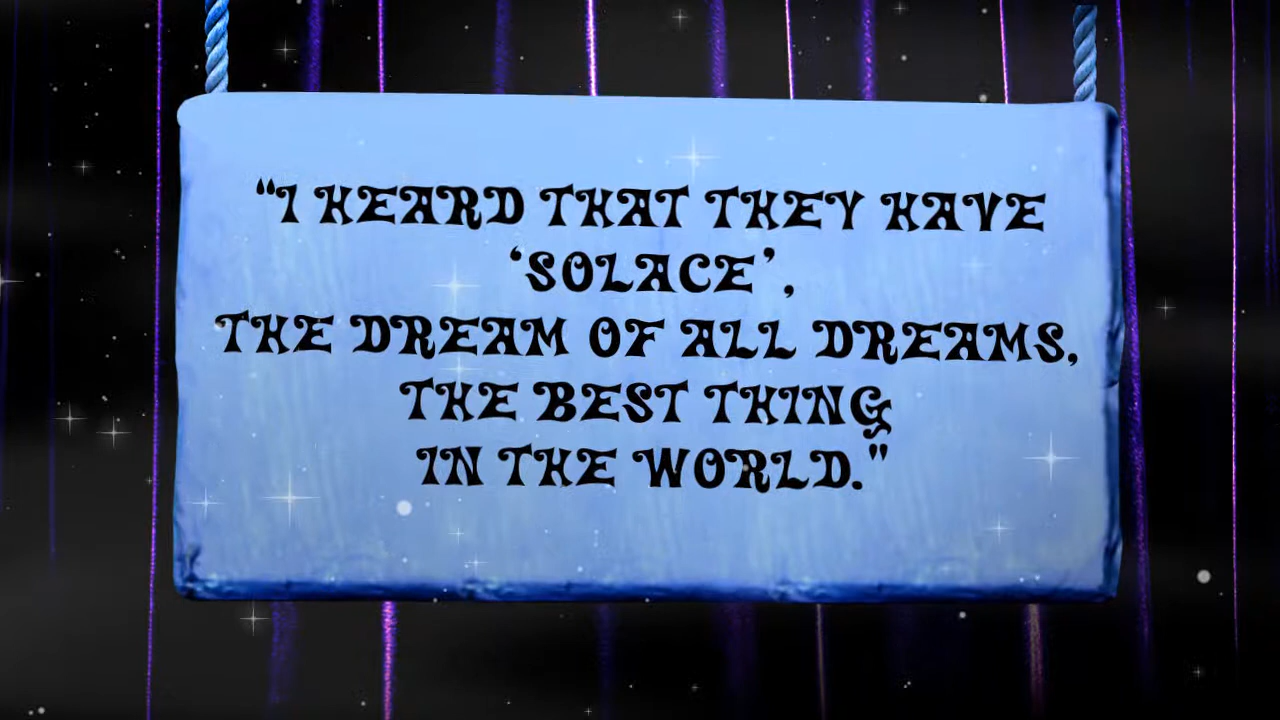 “I HEARD THAT THEY HAVE
‘SOLACE’,
THE DREAM OF ALL DREAMS,
THE BEST THING
IN THE WORLD."